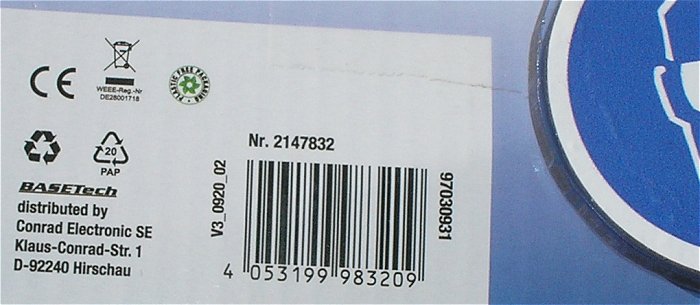 CE
WEEE-Reg.-Nr
DE28001718
PLASTIC FREE PACKAGING
20
PAP
BASETech
distributed by
Conrad Electronic SE
Klaus-Conrad-Str. 1
D-92240 Hirschau
V3_0920_02
Nr. 2147832
4 053199 983209
97030931